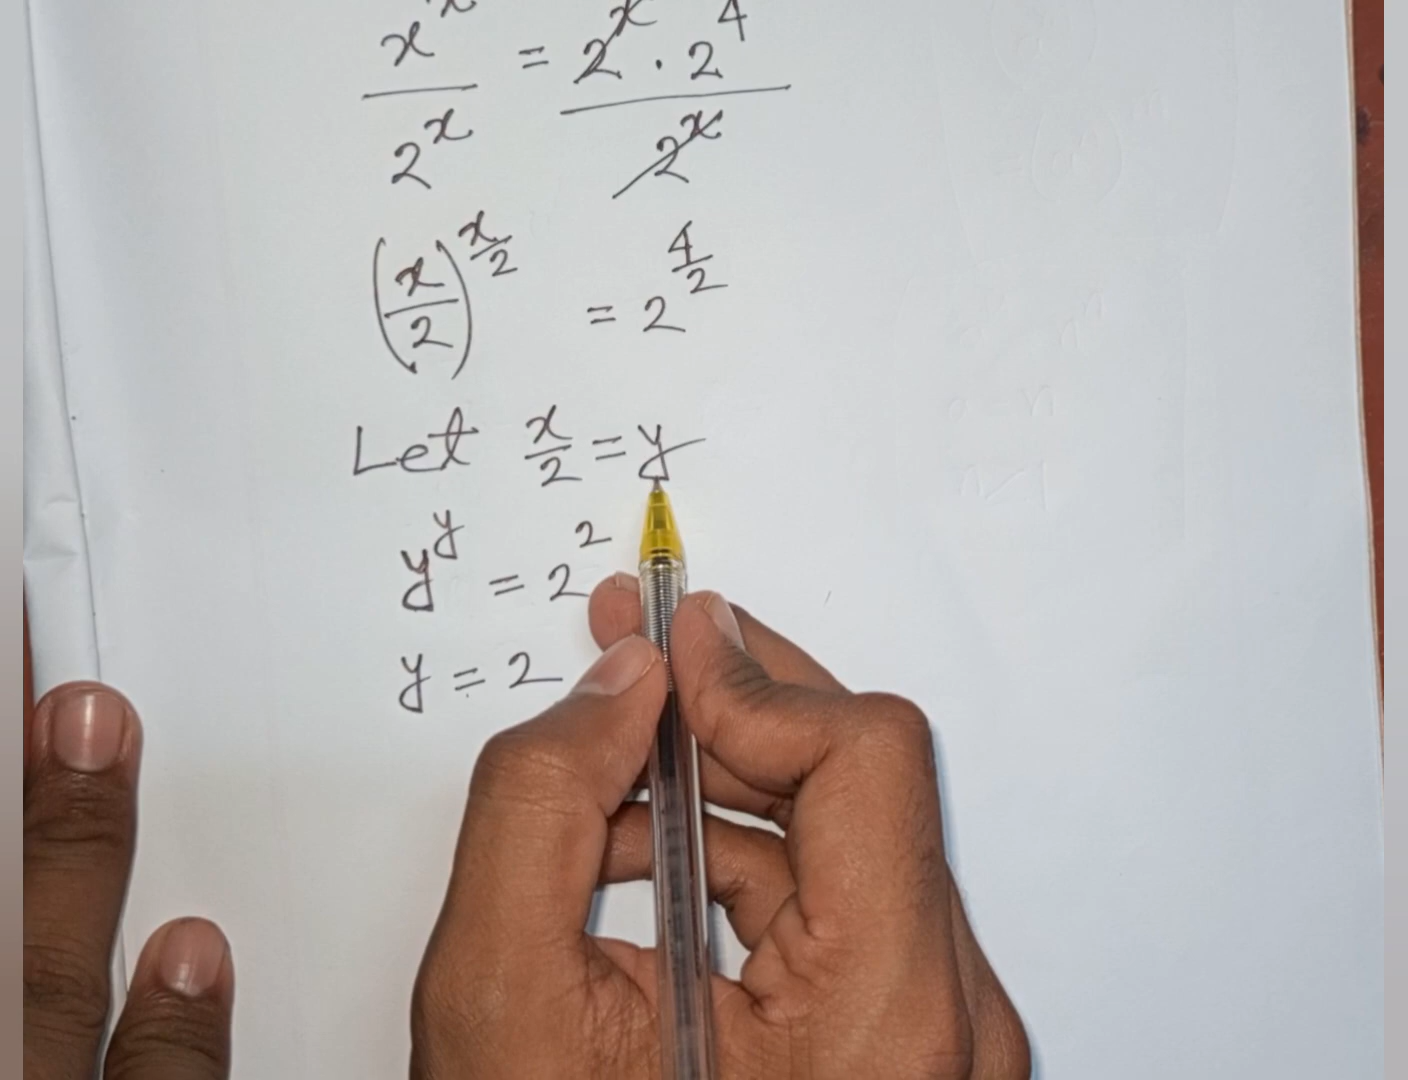 x^x / 2^x = 2^x · 2^4 / 2^x
(x/2)^(x/2) = 2^(4/2)
Let x/2 = y
y^y = 2^2
y = 2